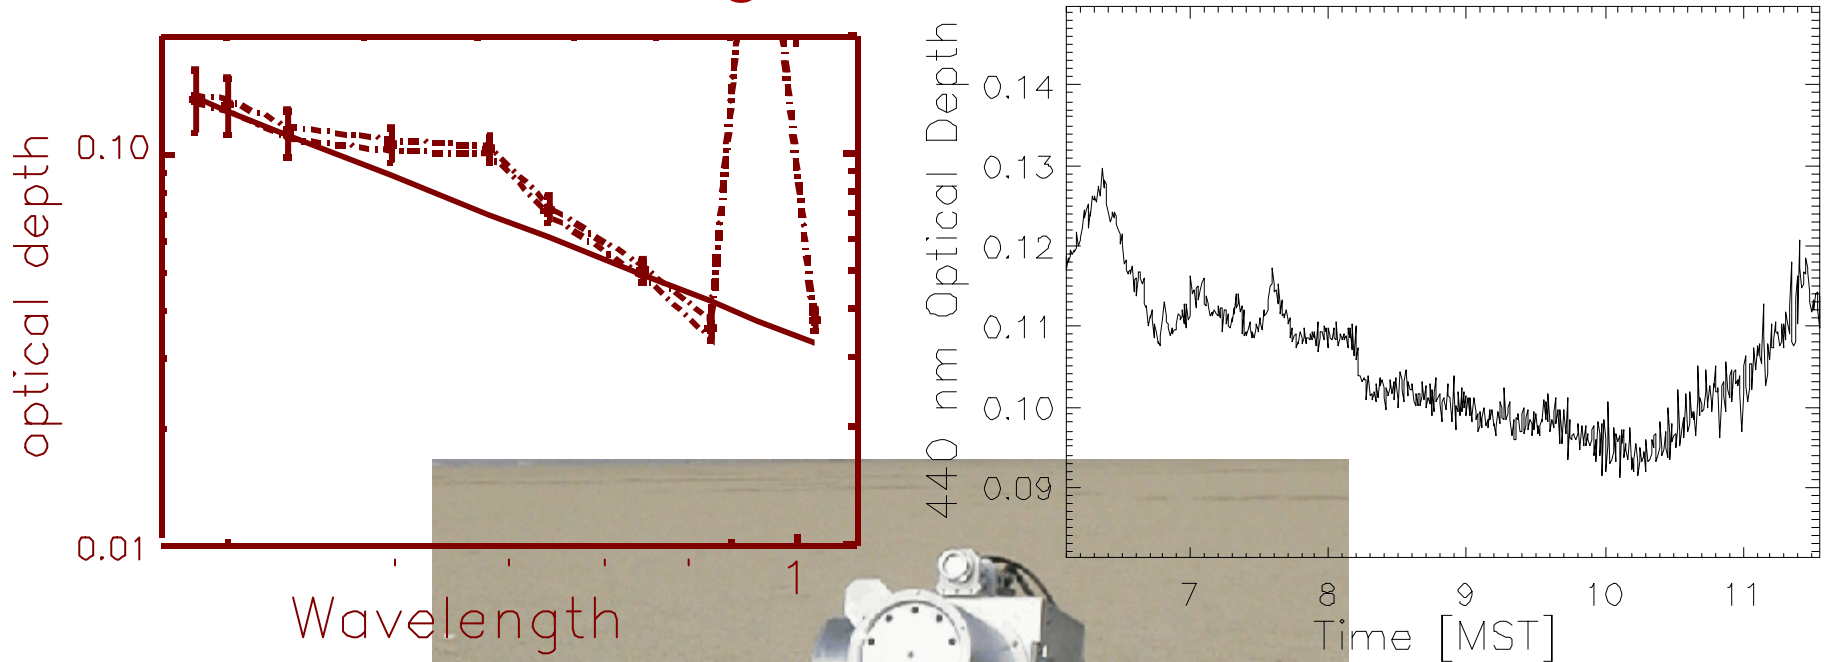 optical depth
0.10
0.01
1
Wavelength
440 nm Optical Depth
0.14
0.13
0.12
0.11
0.10
0.09
7 8 9 10 11
Time [MST]